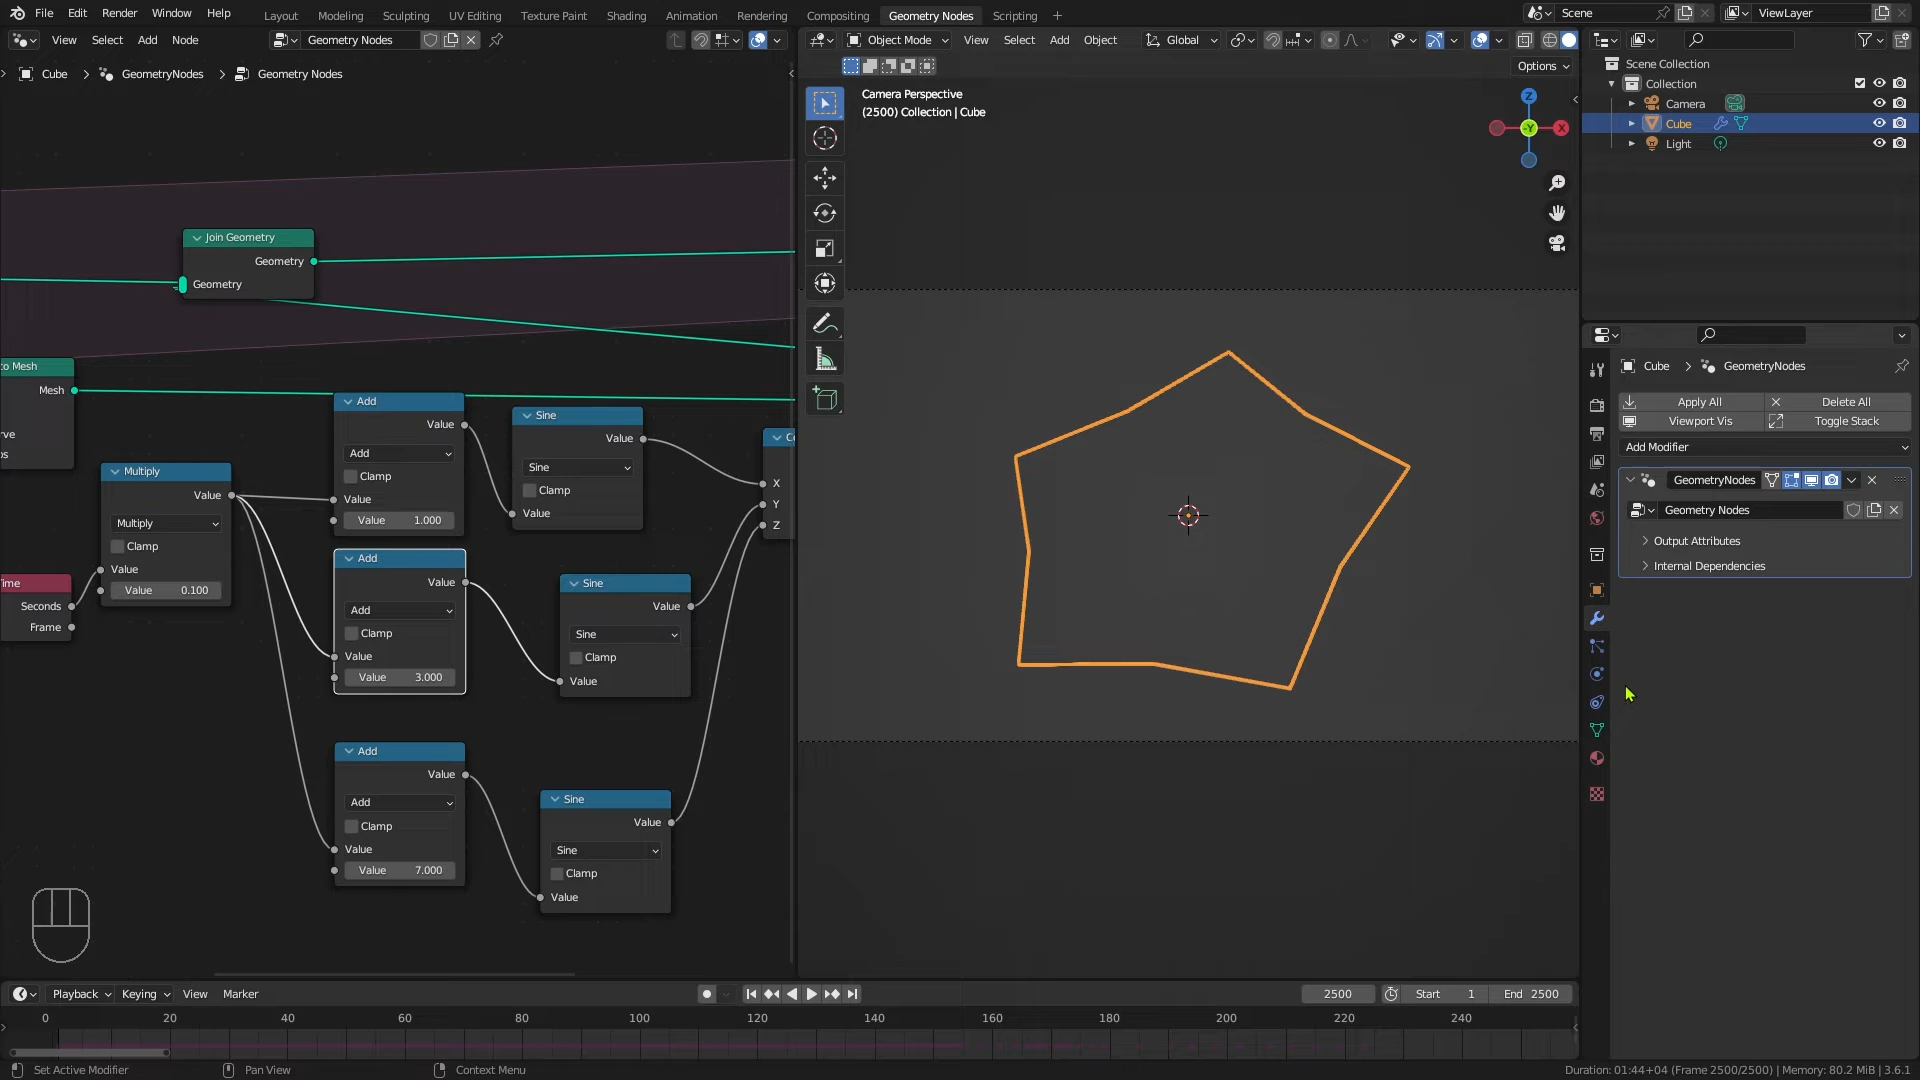 File Edit Render Window Help Layout Modeling Sculpting UV Editing Texture Paint Shading Animation Rendering Compositing Geometry Nodes Scripting Scene ViewLayer
View Select Add Node Geometry Nodes
Object Mode View Select Add Object Global
Options
Cube GeometryNodes Geometry Nodes
Camera Perspective
(2500) Collection | Cube
Z
X
-Y
Scene Collection
Collection
Camera
Cube
Light
Join Geometry
Geometry
Geometry
to Mesh
Mesh
rve
os
Add
Value
Add
Clamp
Value
Value 1.000
Sine
Value
Sine
Clamp
Value
Co
X
Y
Z
Multiply
Value
Multiply
Clamp
Value
Value 0.100
Time
Seconds
Frame
Add
Value
Add
Clamp
Value
Value 3.000
Sine
Value
Sine
Clamp
Value
Add
Value
Add
Clamp
Value
Value 7.000
Sine
Value
Sine
Clamp
Value
Cube GeometryNodes
Apply All Delete All
Viewport Vis Toggle Stack
Add Modifier
GeometryNodes
Geometry Nodes
Output Attributes
Internal Dependencies
Playback Keying View Marker 2500 Start 1 End 2500
0 20 40 60 80 100 120 140 160 180 200 220 240
Set Active Modifier Pan View Context Menu Duration: 01:44+04 (Frame 2500/2500) | Memory: 80.2 MiB | 3.6.1